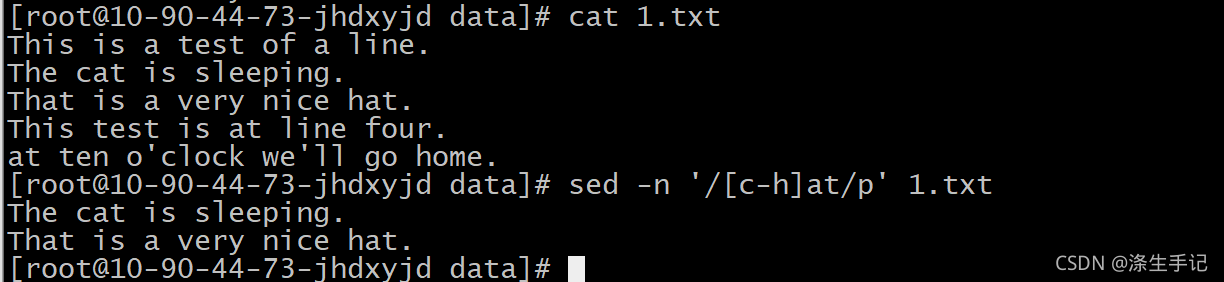 [root@10-90-44-73-jhdxyjd data]# cat 1.txt
This is a test of a line.
The cat is sleeping.
That is a very nice hat.
This test is at line four.
at ten o'clock we'll go home.
[root@10-90-44-73-jhdxyjd data]# sed -n '/[c-h]at/p' 1.txt
The cat is sleeping.
That is a very nice hat.
[root@10-90-44-73-jhdxyjd data]#
CSDN @涤生手记